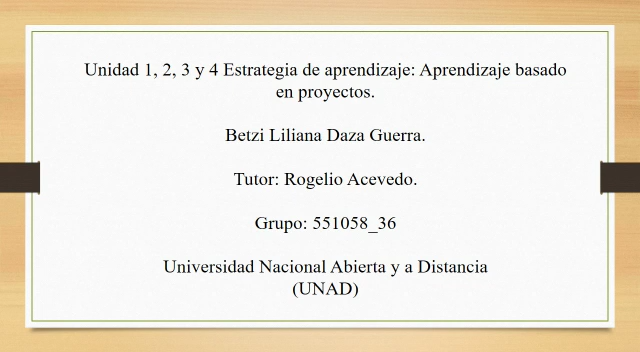 Unidad 1, 2, 3 y 4 Estrategia de aprendizaje: Aprendizaje basado
en proyectos.
Betzi Liliana Daza Guerra.
Tutor: Rogelio Acevedo.
Grupo: 551058_36
Universidad Nacional Abierta y a Distancia
(UNAD)